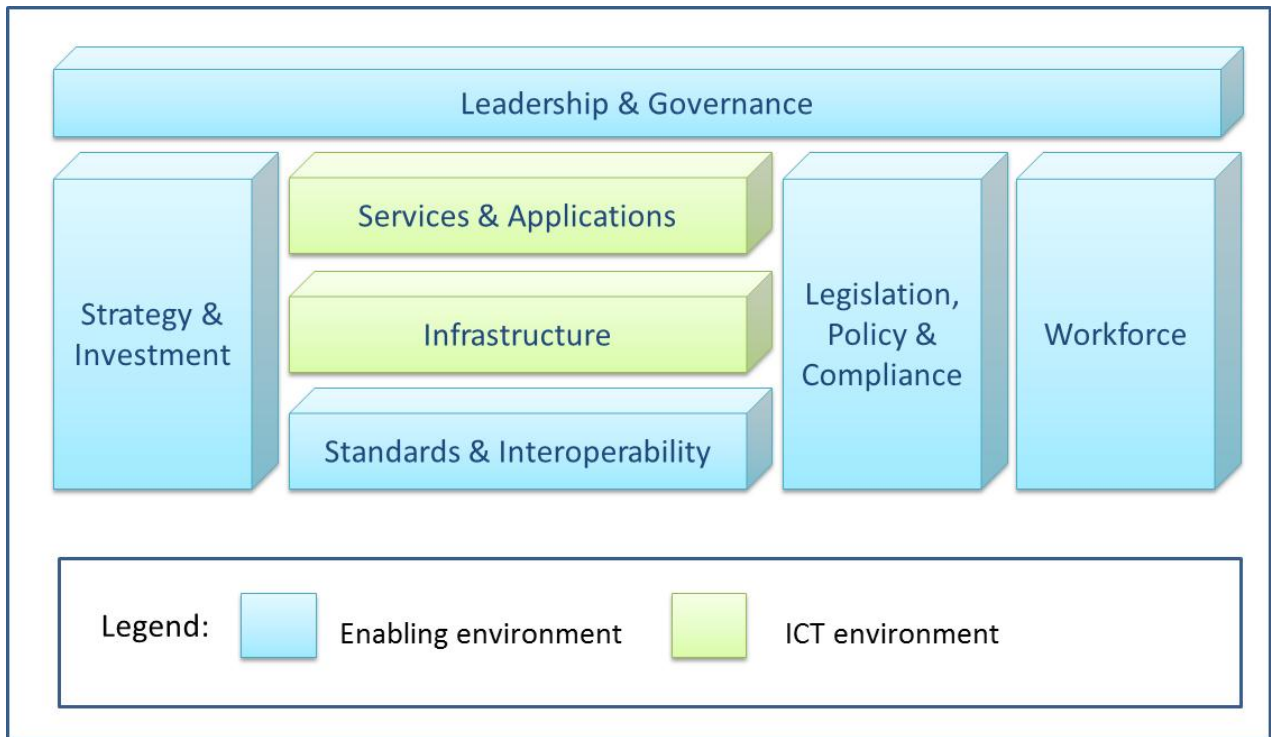 Leadership & Governance
Strategy &
Investment
Services & Applications
Infrastructure
Standards & Interoperability
Legislation,
Policy &
Compliance
Workforce
Legend:
Enabling environment
ICT environment